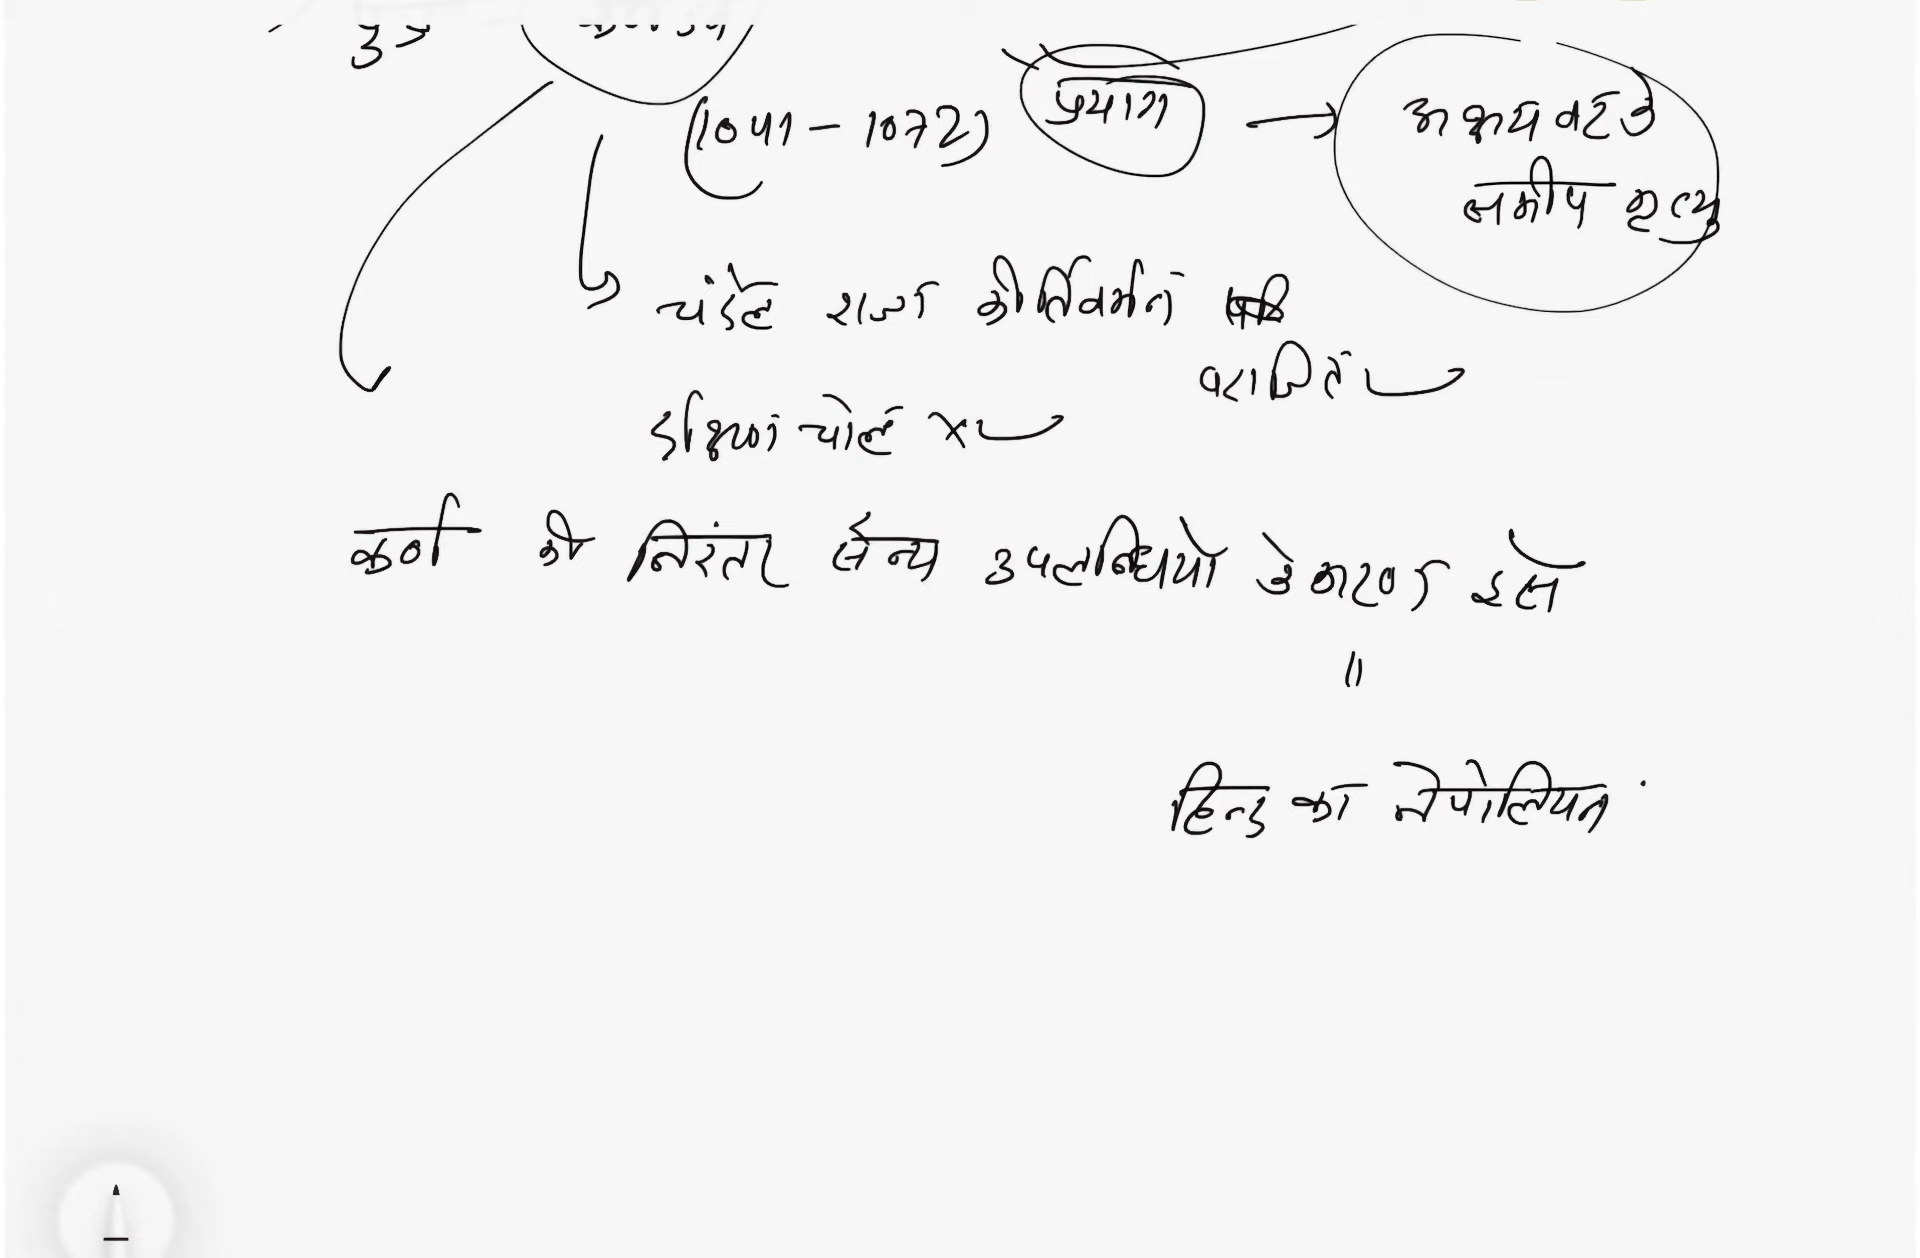 (1041 - 1072) प्रयाग → अक्षयवट के
समीप मृत्यु
चंदेल राजा कीर्तिवर्मन
पराजित
दक्षिण चोल ×
कर्ण की निरंतर सैन्य उपलब्धियों के कारण इसे
॥
हिन्द का नेपोलियन